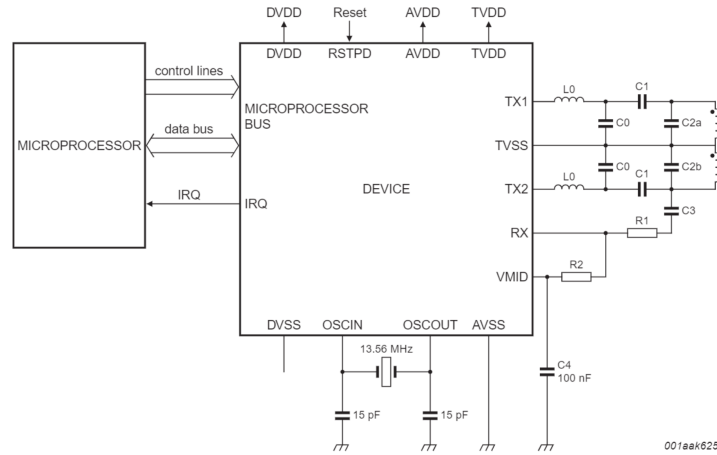 DVDD Reset AVDD TVDD
DVDD RSTPD AVDD TVDD
control lines
MICROPROCESSOR
BUS
data bus
MICROPROCESSOR
IRQ
IRQ
DEVICE
TX1
L0
C1
C0
C2a
TVSS
C0
C2b
L0
TX2
C1
C3
RX
R1
VMID
R2
DVSS OSCIN OSCOUT AVSS
13.56 MHz
C4
100 nF
15 pF
15 pF
001aak625